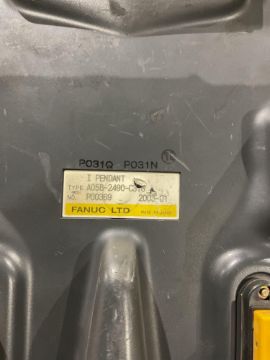 P031Q P031N
I PENDANT
TYPE A05B-2490-C
NO. P00369 2003-01
FANUC LTD